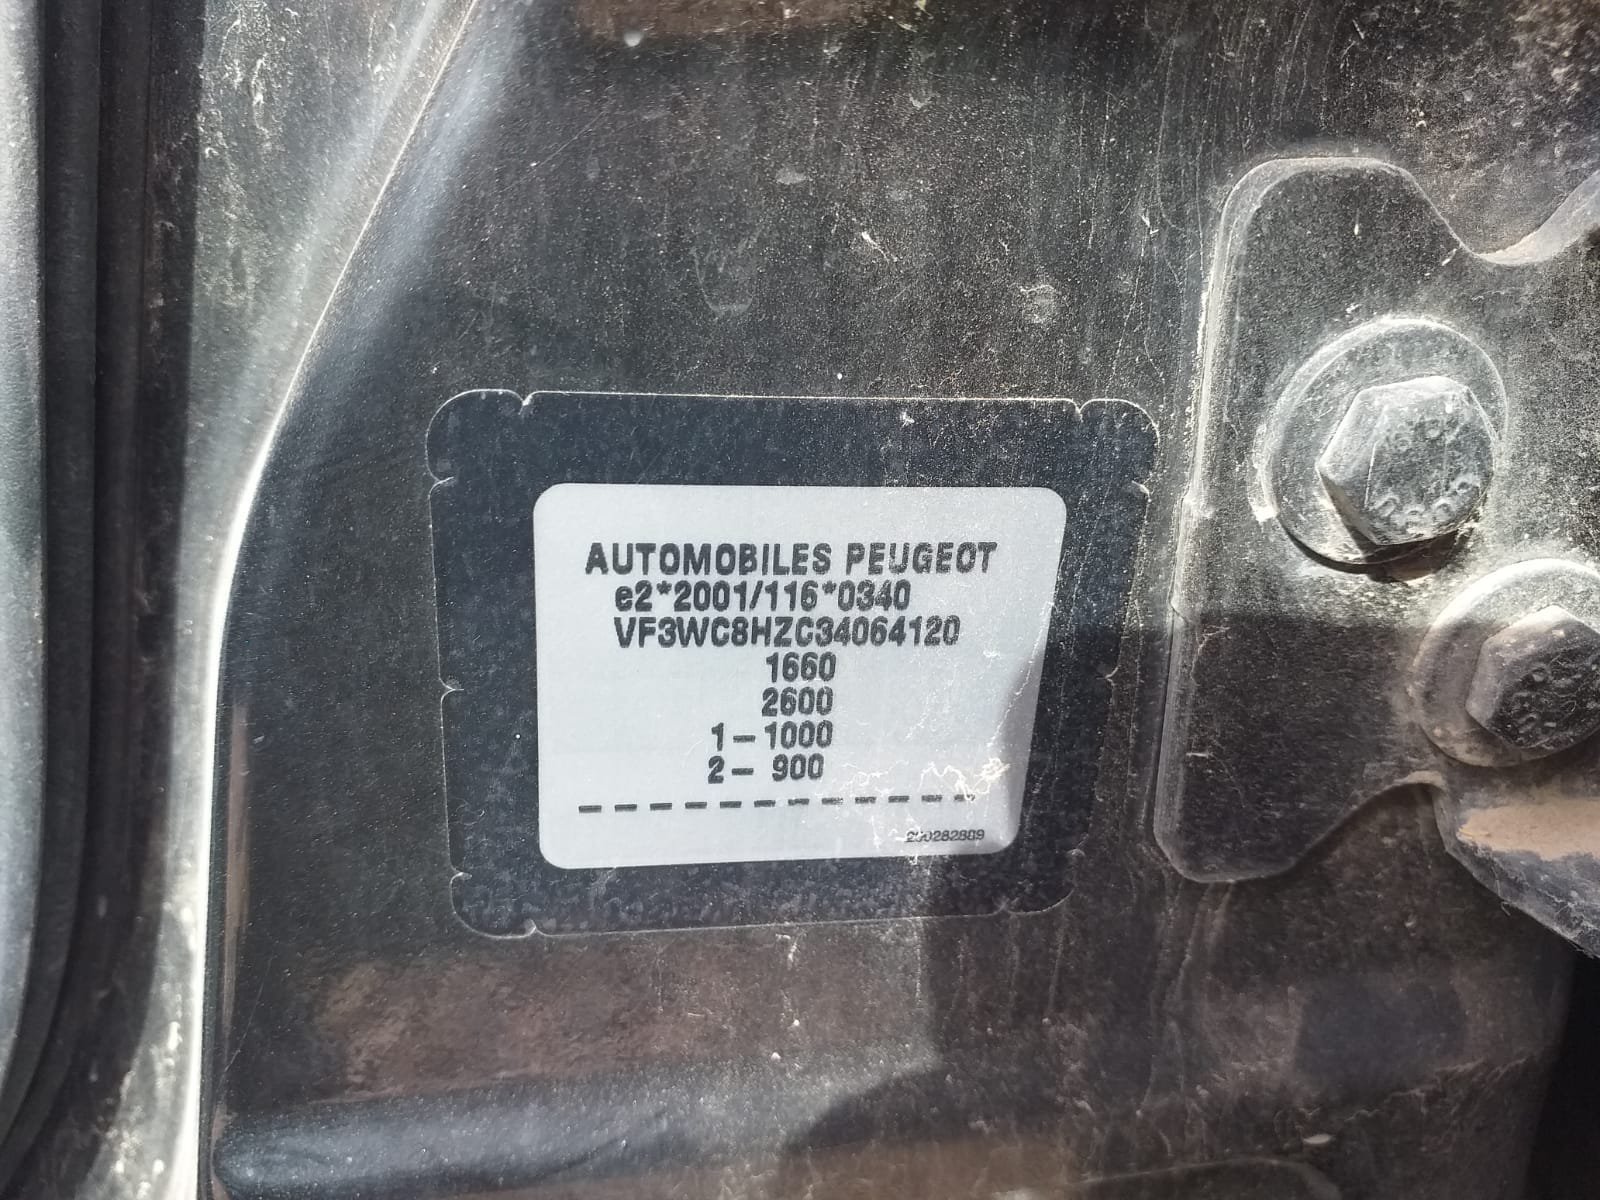 AUTOMOBILES PEUGEOT
e2*2001/116*0340
VF3WC8HZC34064120
1660
2600
1 – 1000
2 – 900